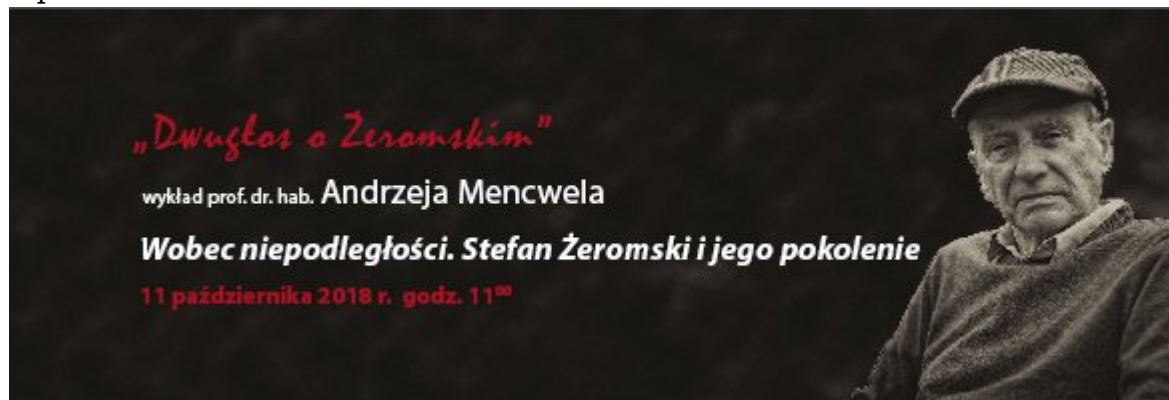 „Dwugłos o Żeromskim”
wykład prof. dr. hab. Andrzeja Mencwela
Wobec niepodległości. Stefan Żeromski i jego pokolenie
11 października 2018 r. godz. 11⁰⁰